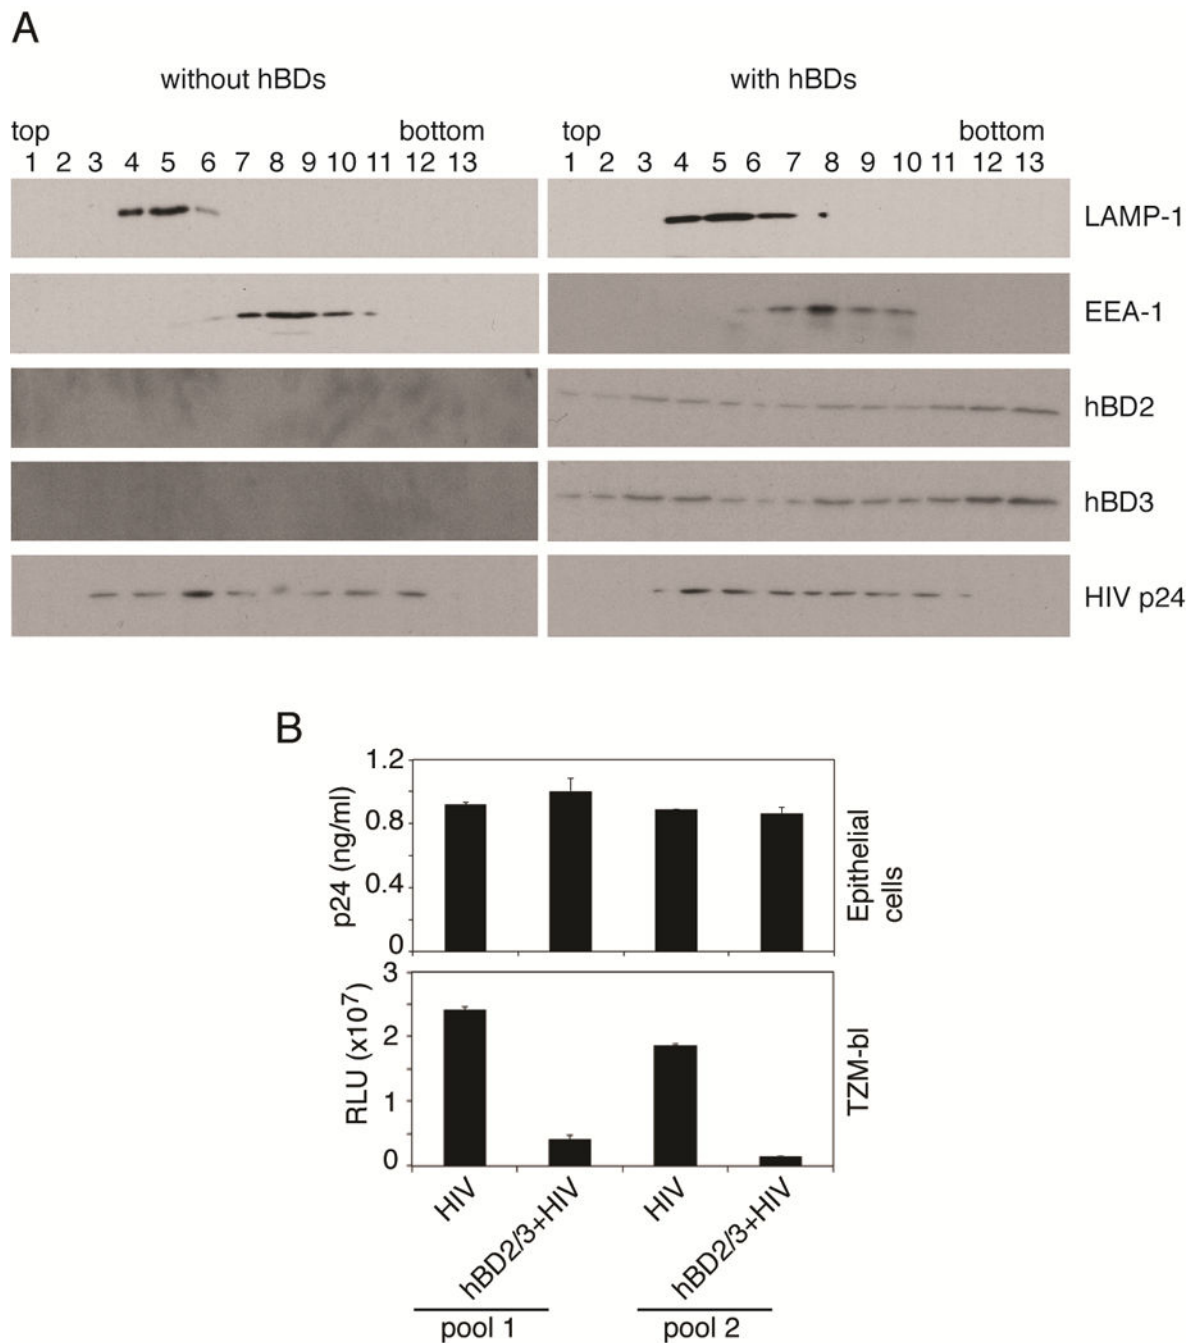 A
without hBDs with hBDs
top bottom top bottom
1 2 3 4 5 6 7 8 9 10 11 12 13 1 2 3 4 5 6 7 8 9 10 11 12 13
LAMP-1
EEA-1
hBD2
hBD3
HIV p24
B
1.2
0.8
0.4
0
p24 (ng/ml)
Epithelial
cells
3
2
1
0
RLU (x10⁷)
TZM-bl
HIV
hBD2/3+HIV
HIV
hBD2/3+HIV
pool 1 pool 2